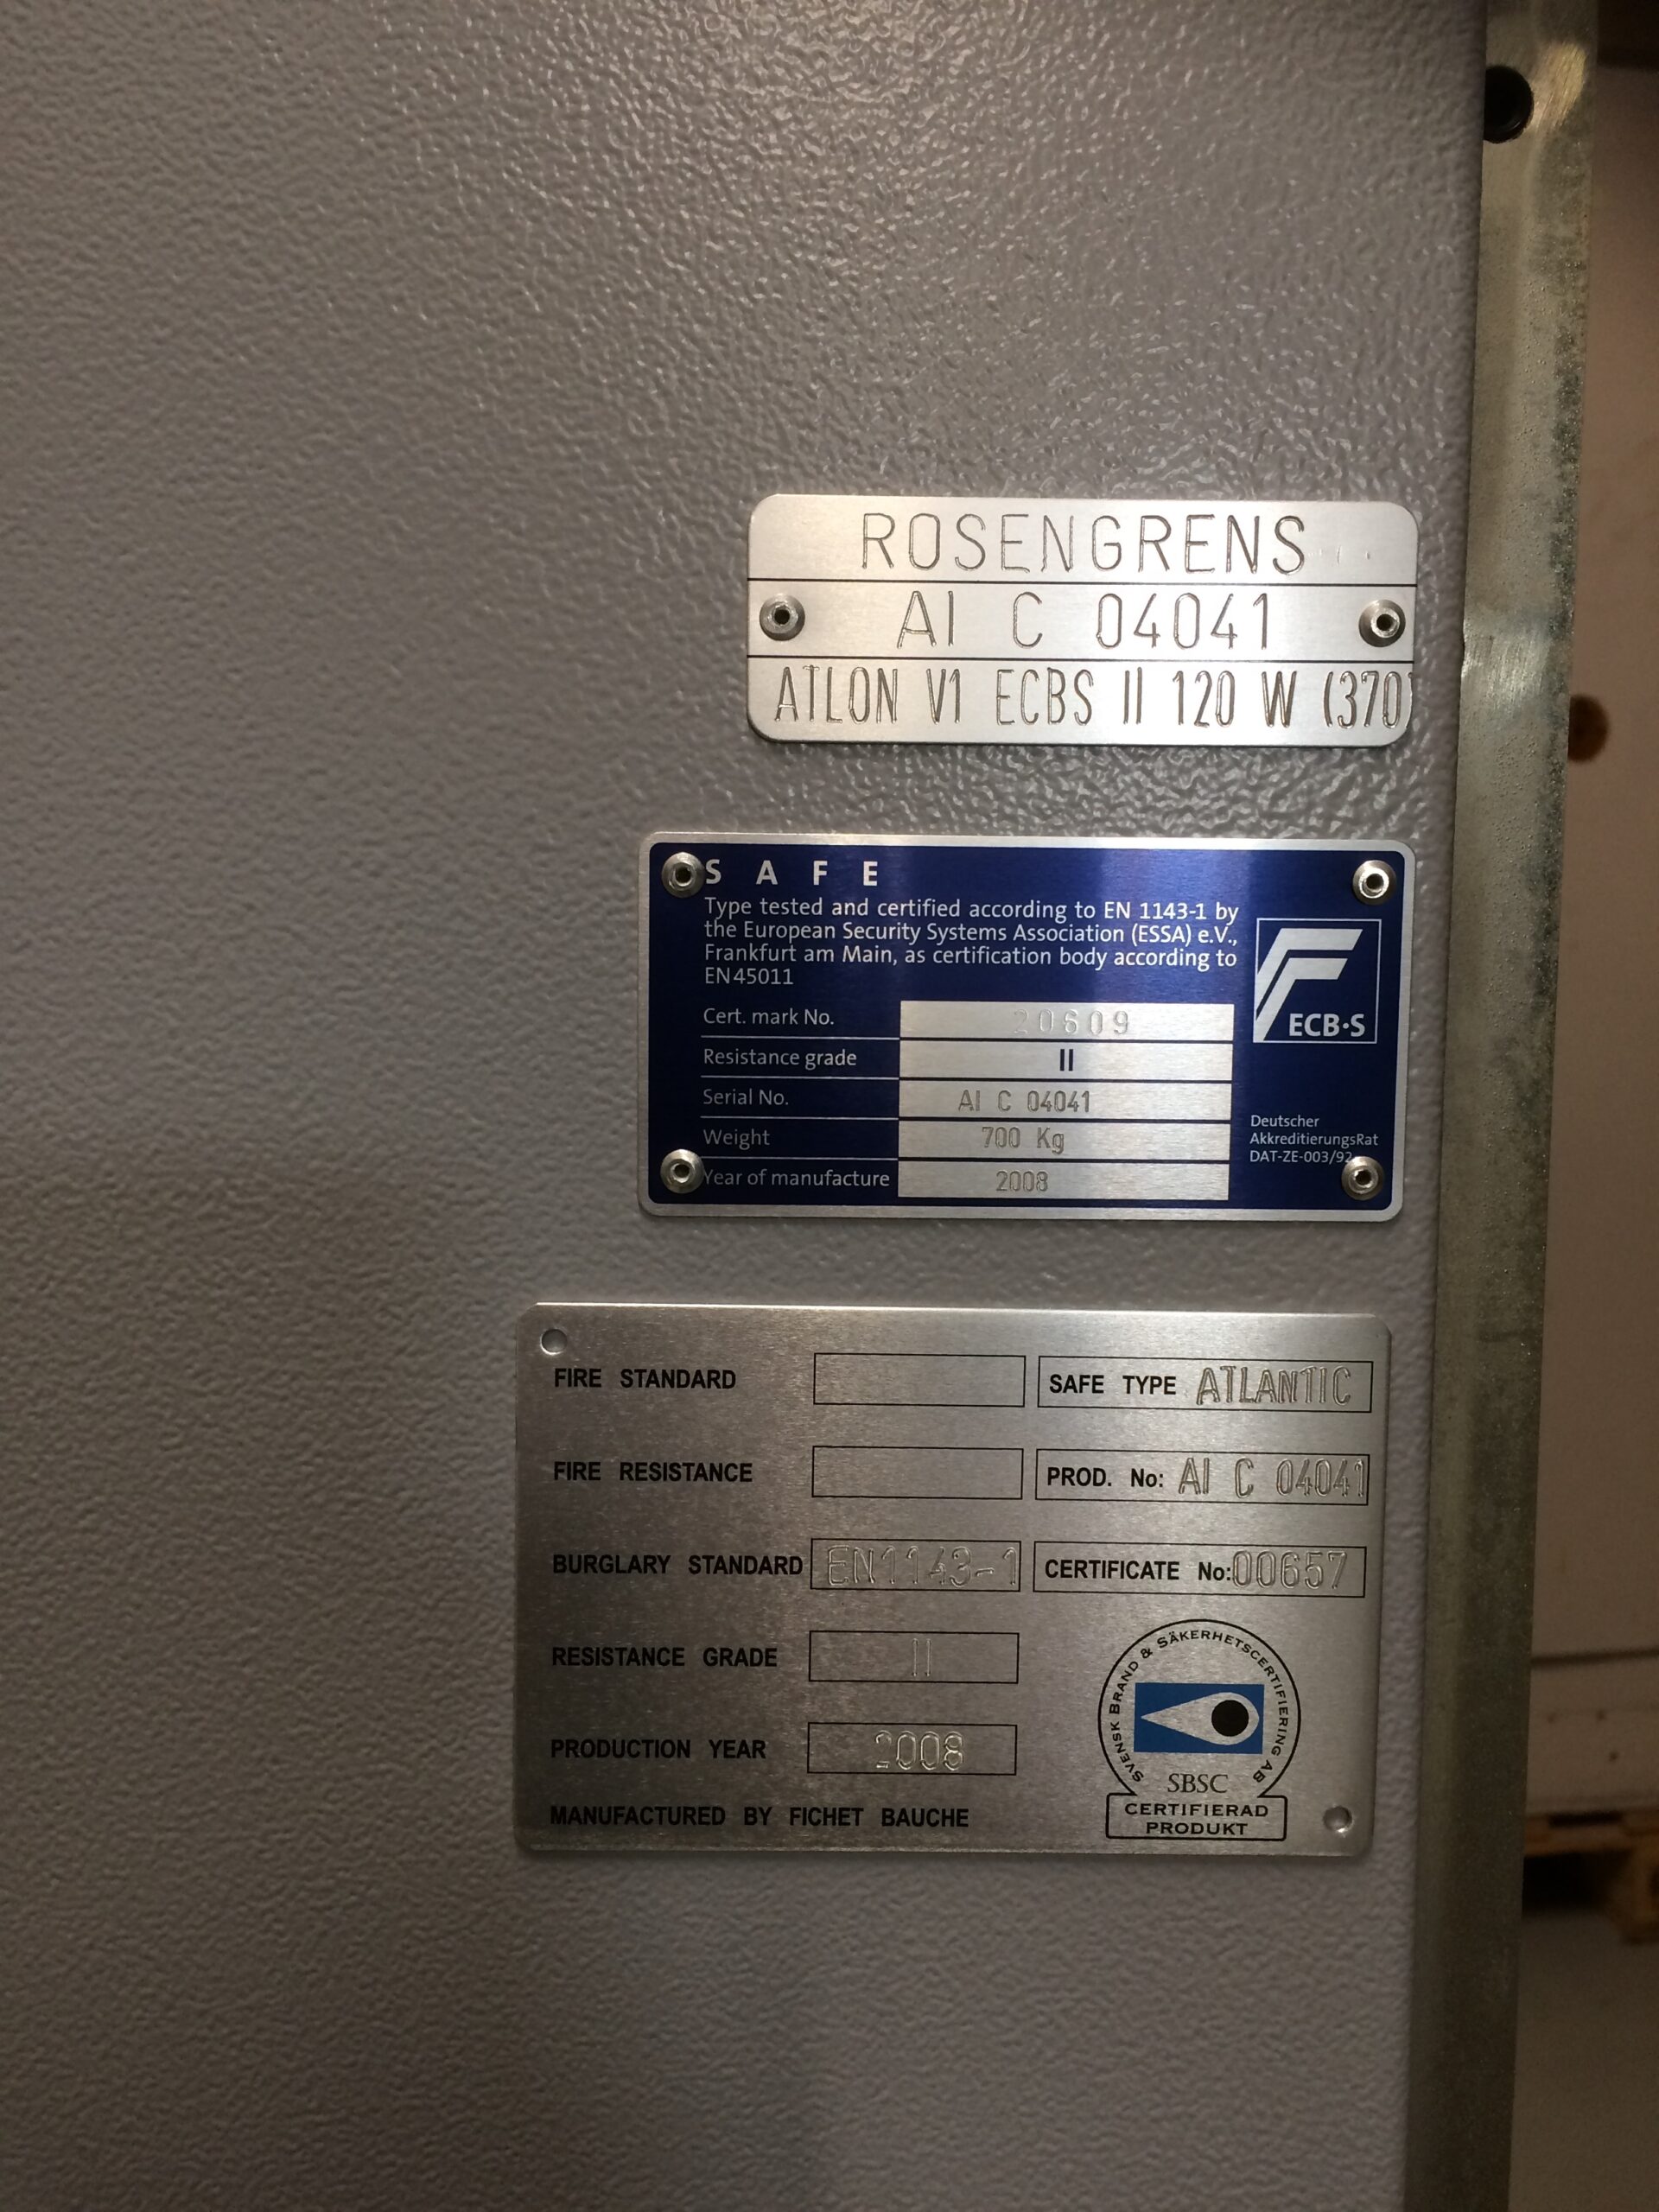 ROSENGRENS
AI C 04041
ATLON V1 ECBS II 120 W (370)
SAFE
Type tested and certified according to EN 1143-1 by
the European Security Systems Association (ESSA) e.V.,
Frankfurt am Main, as certification body according to
EN45011
Cert. mark No. 20609
Resistance grade II
Serial No. AI C 04041
Weight 700 Kg
Year of manufacture 2008
ECB·S
Deutscher
AkkreditierungsRat
DAT-ZE-003/92
FIRE STANDARD
SAFE TYPE ATLANTIC
FIRE RESISTANCE
PROD. No: AI C 04041
BURGLARY STANDARD EN1143-1
CERTIFICATE No: 00657
RESISTANCE GRADE II
PRODUCTION YEAR 2008
MANUFACTURED BY FICHET BAUCHE
SVENSK BRAND & SÄKERHETSCERTIFIERING AB
SBSC
CERTIFIERAD
PRODUKT